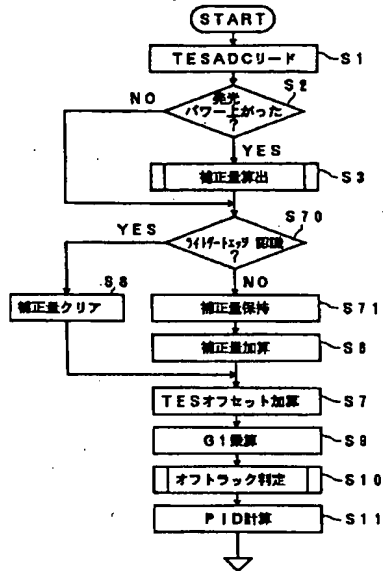 START
TESADCリード
S1
S2
発光
パワー上がった
?
NO
YES
補正量算出
S3
S70
ライトゲートエッジ 認識
?
YES
NO
S8
補正量クリア
補正量保持
S71
補正量加算
S6
TESオフセット加算
S7
G1乗算
S9
オフトラック判定
S10
PID計算
S11